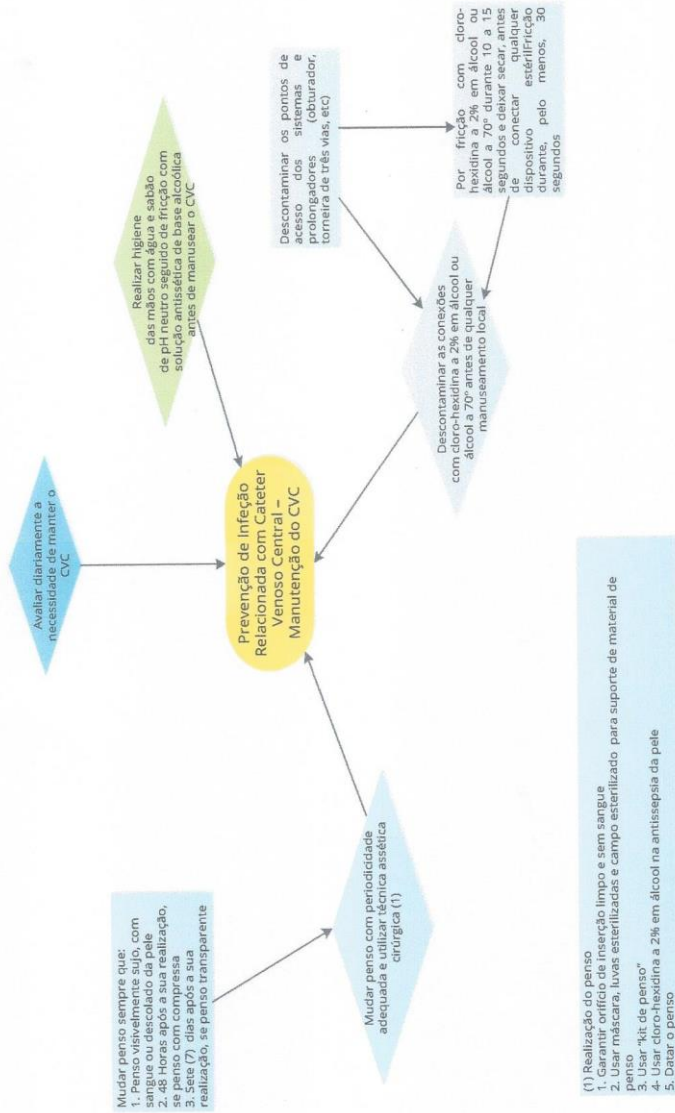 Avaliar diariamente a
necessidade de manter o
CVC
Realizar higiene
das mãos com água e sabão
de pH neutro seguido de fricção com
solução antissética de base alcoólica
antes de manusear o CVC
Mudar penso sempre que:
1. Penso visivelmente sujo, com
sangue ou descolado da pele
2. 48 Horas após a sua realização,
se penso com compressa
3. Sete (7) dias após a sua
realização, se penso transparente
Prevenção de Infeção
Relacionada com Cateter
Venoso Central –
Manutenção do CVC
Descontaminar os pontos de
acesso dos sistemas e
prolongadores (obturador,
torneira de três vias, etc)
Mudar penso com periodicidade
adequada e utilizar técnica assética
cirúrgica (1)
Descontaminar as conexões
com cloro-hexidina a 2% em álcool ou
álcool a 70º antes de qualquer
manuseamento local
Por fricção com cloro-
hexidina a 2% em álcool ou
álcool a 70º durante 10 a 15
segundos e deixar secar, antes
de conectar qualquer
dispositivo estérilFricção
durante, pelo menos, 30
segundos
(1) Realização do penso
1. Garantir orifício de inserção limpo e sem sangue
2. Usar máscara, luvas esterilizadas e campo esterilizado para suporte de material de
penso
3. Usar "kit de penso"
4- Usar cloro-hexidina a 2% em álcool na antissepsia da pele
5. Datar o penso